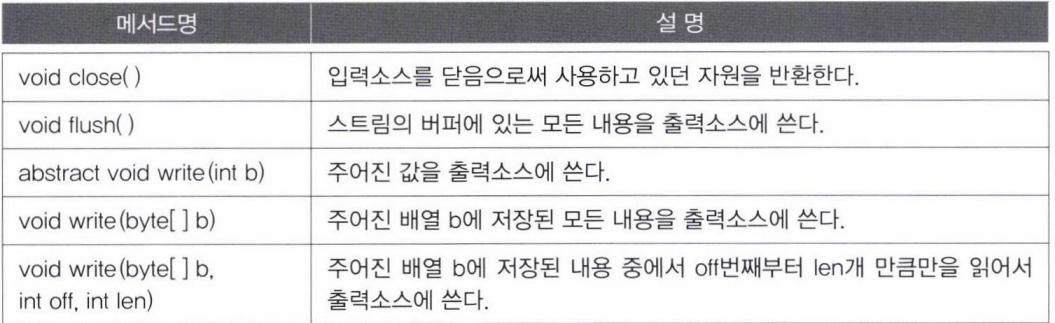 메서드명 설 명
void close( ) 입력소스를 닫음으로써 사용하고 있던 자원을 반환한다.
void flush( ) 스트림의 버퍼에 있는 모든 내용을 출력소스에 쓴다.
abstract void write(int b) 주어진 값을 출력소스에 쓴다.
void write(byte[ ] b) 주어진 배열 b에 저장된 모든 내용을 출력소스에 쓴다.
void write(byte[ ] b,
int off, int len)
주어진 배열 b에 저장된 내용 중에서 off번째부터 len개 만큼만을 읽어서
출력소스에 쓴다.